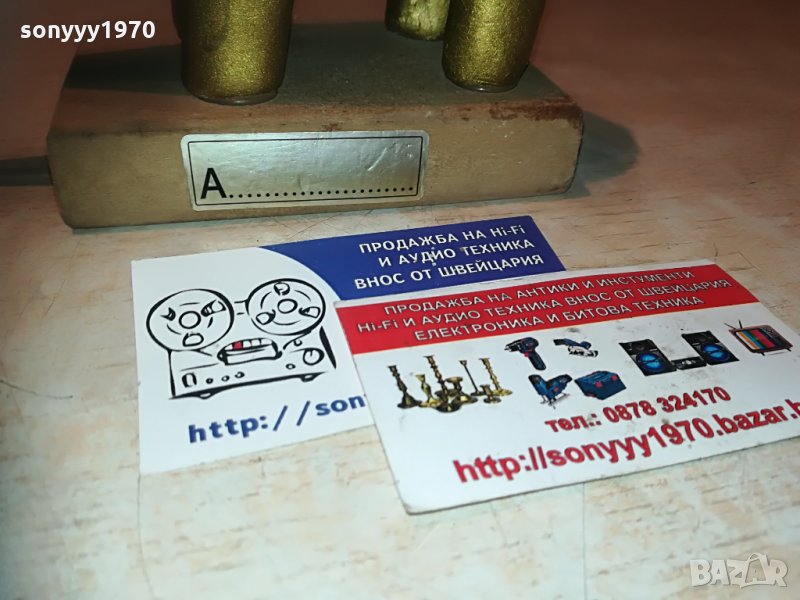 sonyyy1970
A........................
ПРОДАЖБА НА Hi-Fi
И АУДИО ТЕХНИКА
ВНОС ОТ ШВЕЙЦАРИЯ
http://son
ПРОДАЖБА НА АНТИКИ И ИНСТУМЕНТИ
Hi-Fi И АУДИО ТЕХНИКА ВНОС ОТ ШВЕЙЦАРИЯ
ЕЛЕКТРОНИКА И БИТОВА ТЕХНИКА
тел.: 0878 324170
http://sonyyy1970.bazar.b
BAZAR